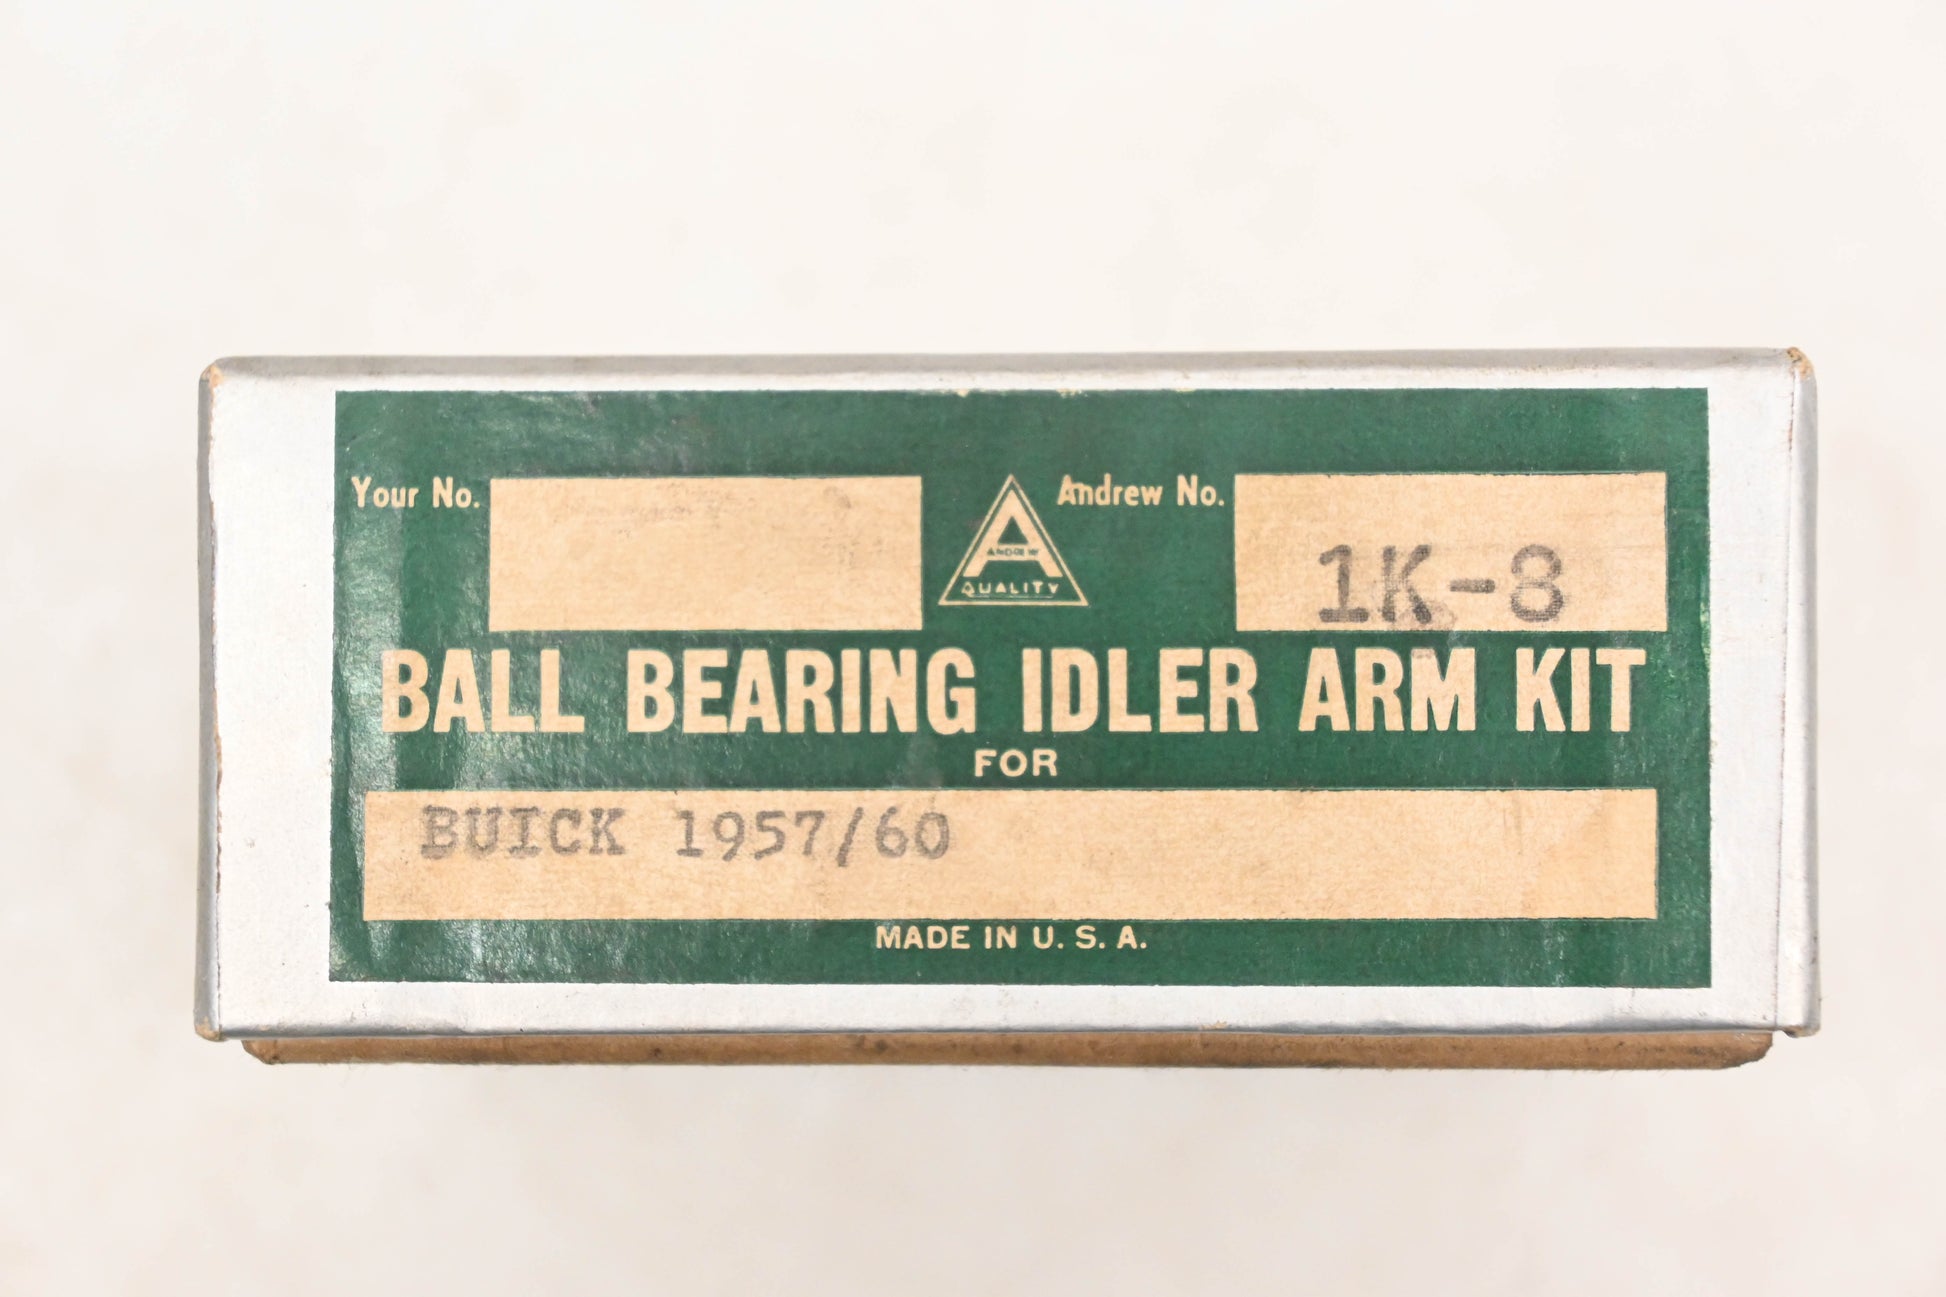 Your No.
A
ANDREW
QUALITY
Andrew No.
1K-8
BALL BEARING IDLER ARM KIT
FOR
BUICK 1957/60
MADE IN U. S. A.